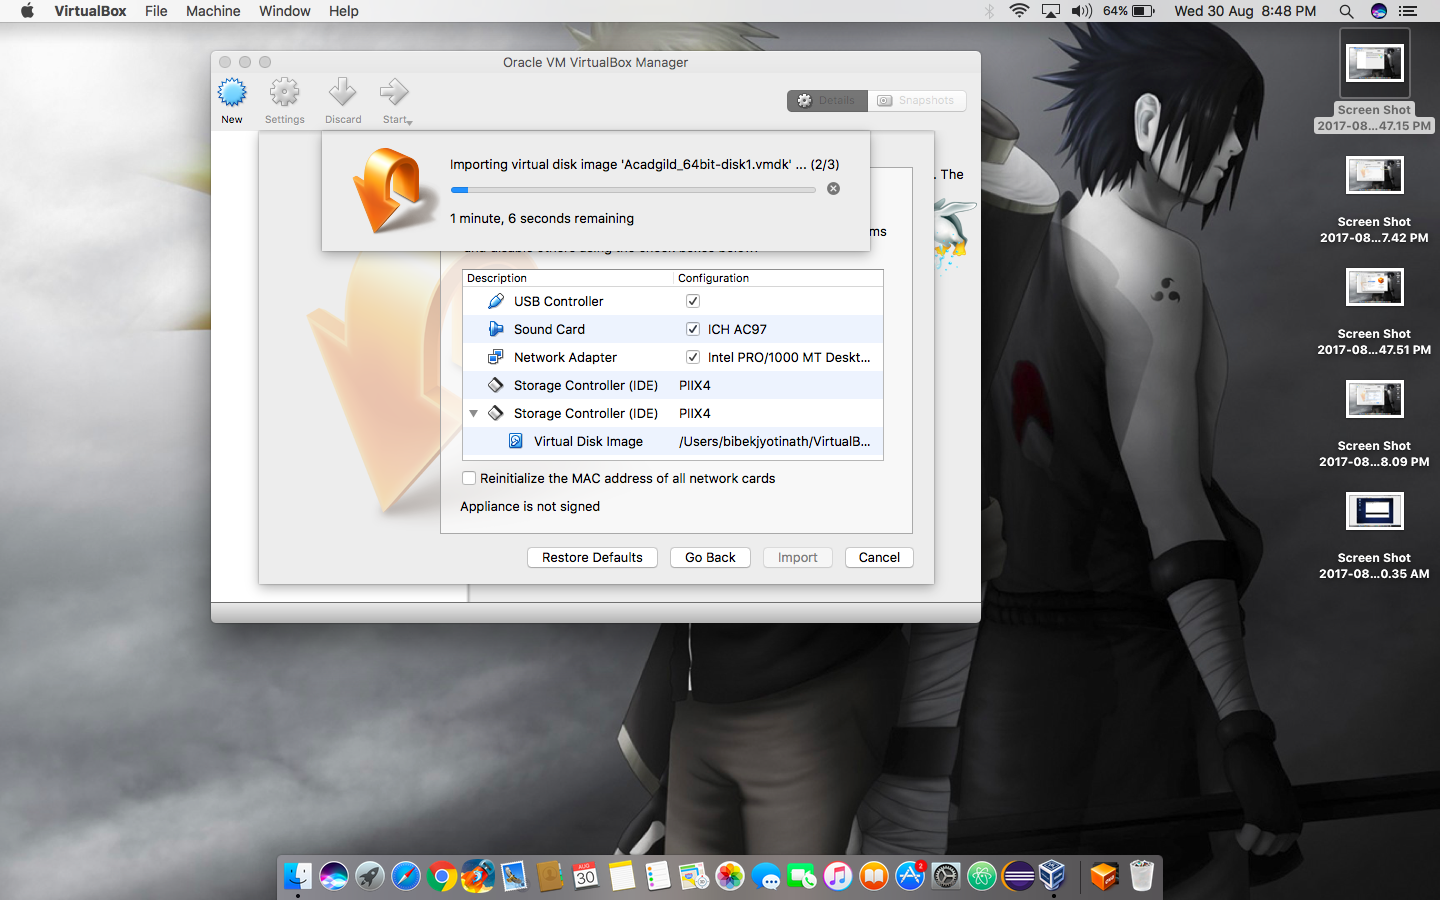 VirtualBox File Machine Window Help
64% Wed 30 Aug 8:48 PM
Oracle VM VirtualBox Manager
New Settings Discard Start
Details Snapshots
Importing virtual disk image 'Acadgild_64bit-disk1.vmdk' ... (2/3)
1 minute, 6 seconds remaining
. The
ms
Description Configuration
USB Controller
Sound Card ICH AC97
Network Adapter Intel PRO/1000 MT Deskt...
Storage Controller (IDE) PIIX4
Storage Controller (IDE) PIIX4
Virtual Disk Image /Users/bibekjyotinath/VirtualB...
Reinitialize the MAC address of all network cards
Appliance is not signed
Restore Defaults Go Back Import Cancel
Screen Shot
2017-08...47.15 PM
Screen Shot
2017-08...7.42 PM
Screen Shot
2017-08...47.51 PM
Screen Shot
2017-08...8.09 PM
Screen Shot
2017-08...0.35 AM
AUG
30
2